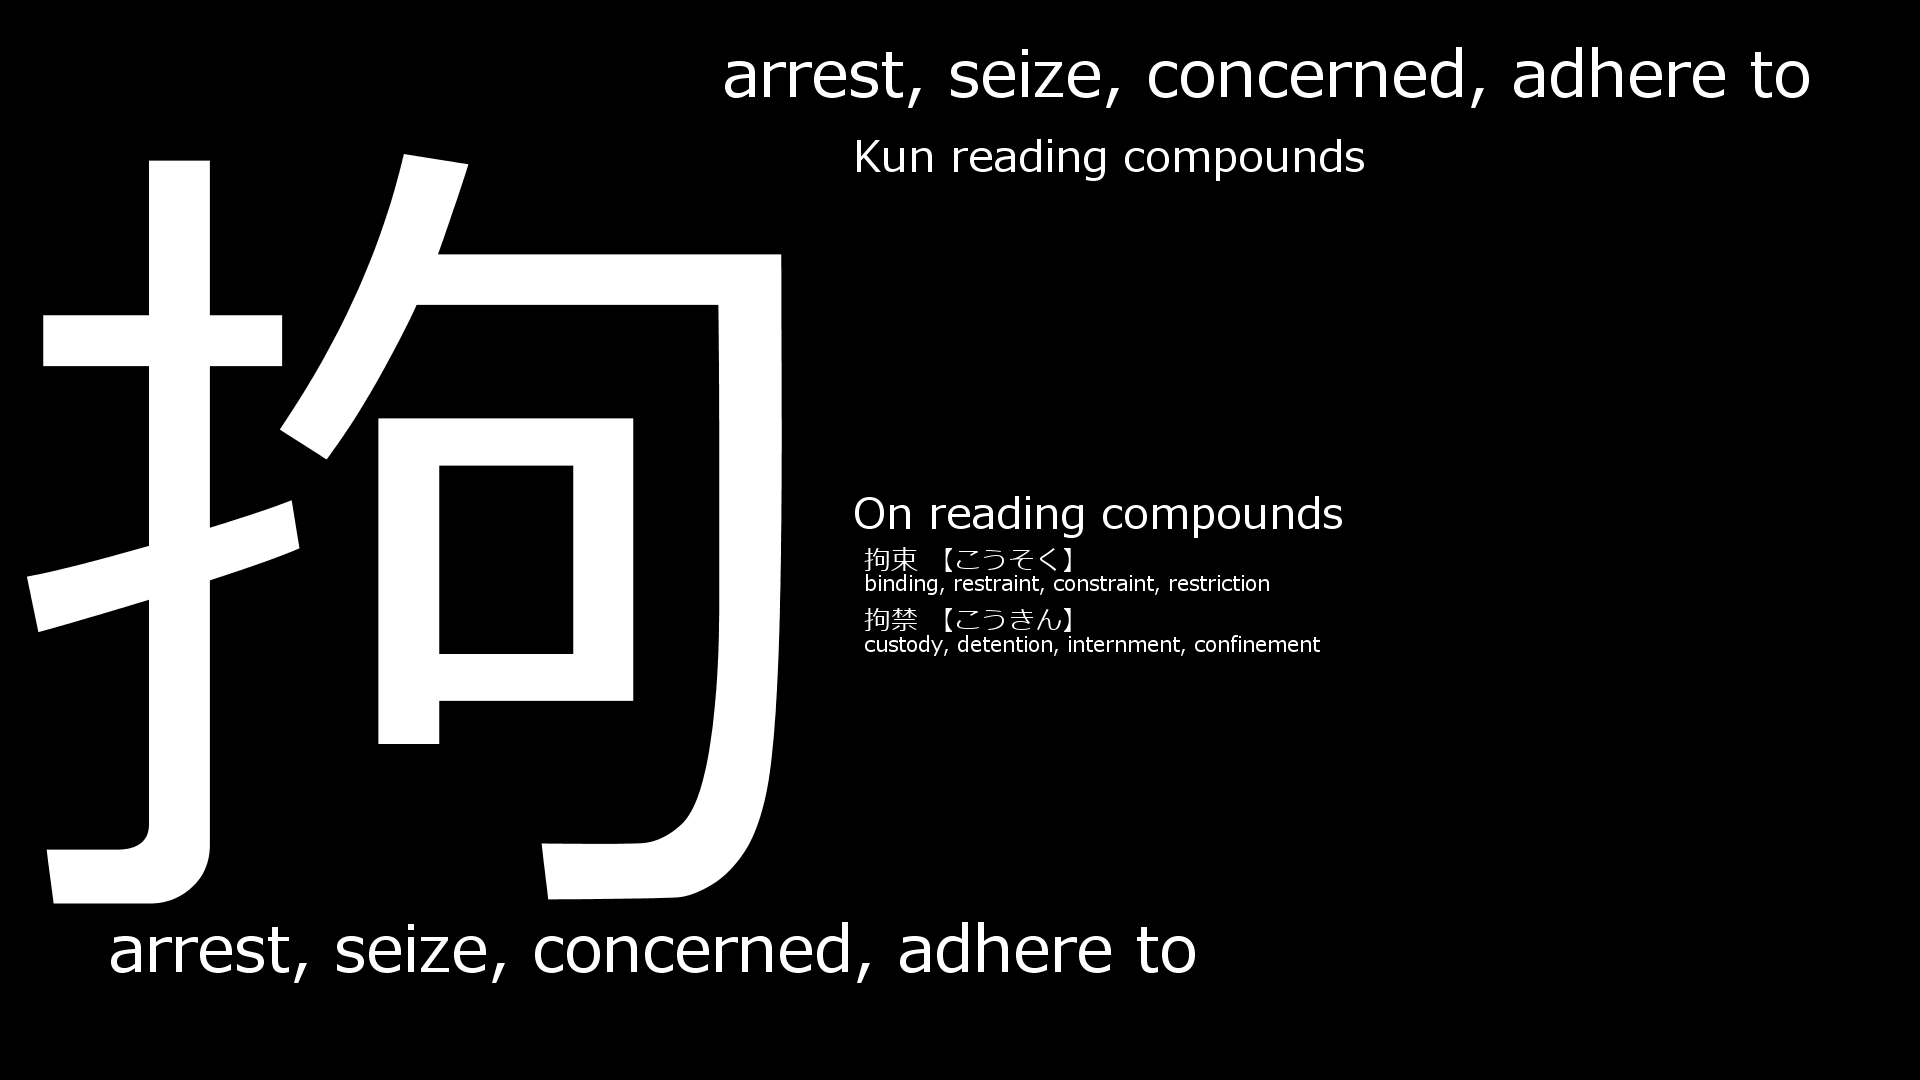 arrest, seize, concerned, adhere to
Kun reading compounds
拘
On reading compounds
拘束 【こうそく】
binding, restraint, constraint, restriction
拘禁 【こうきん】
custody, detention, internment, confinement
arrest, seize, concerned, adhere to